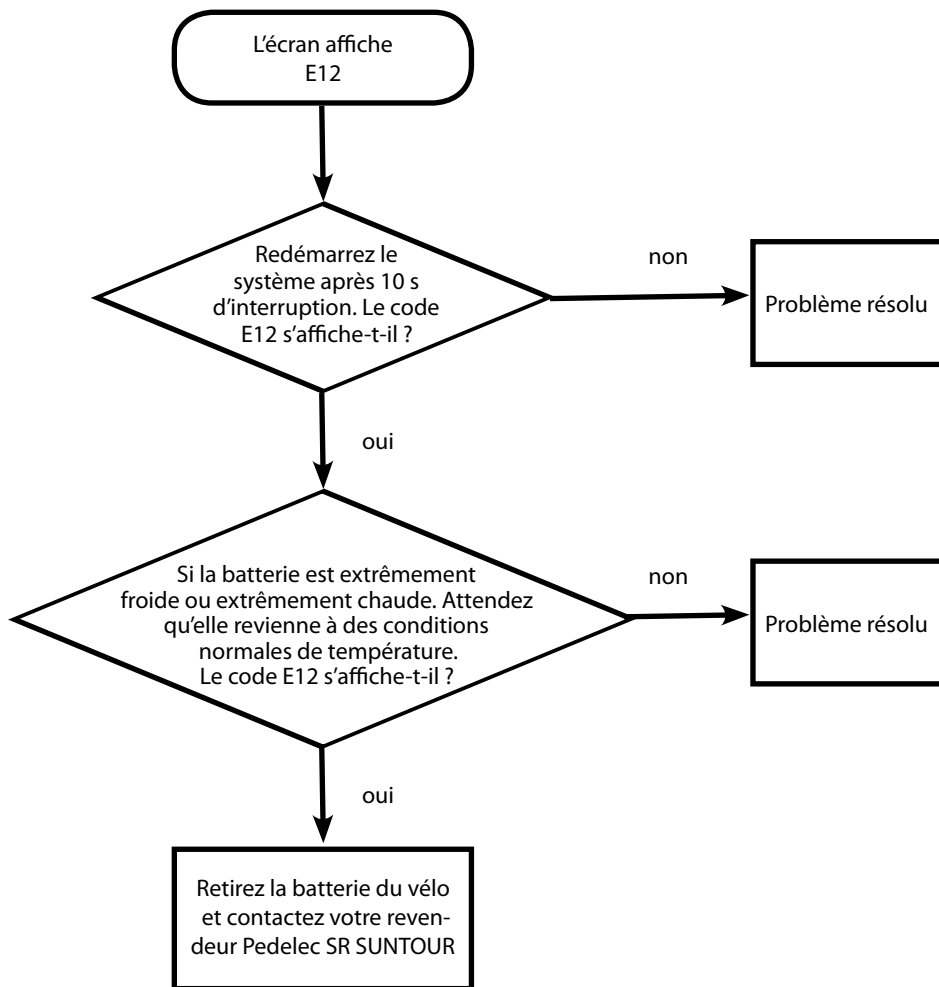 L'écran affiche
E12
Redémarrez le
système après 10 s
d'interruption. Le code
E12 s'affiche-t-il ?
non
Problème résolu
oui
Si la batterie est extrêmement
froide ou extrêmement chaude. Attendez
qu'elle revienne à des conditions
normales de température.
Le code E12 s'affiche-t-il ?
non
Problème résolu
oui
Retirez la batterie du vélo
et contactez votre reven-
deur Pedelec SR SUNTOUR